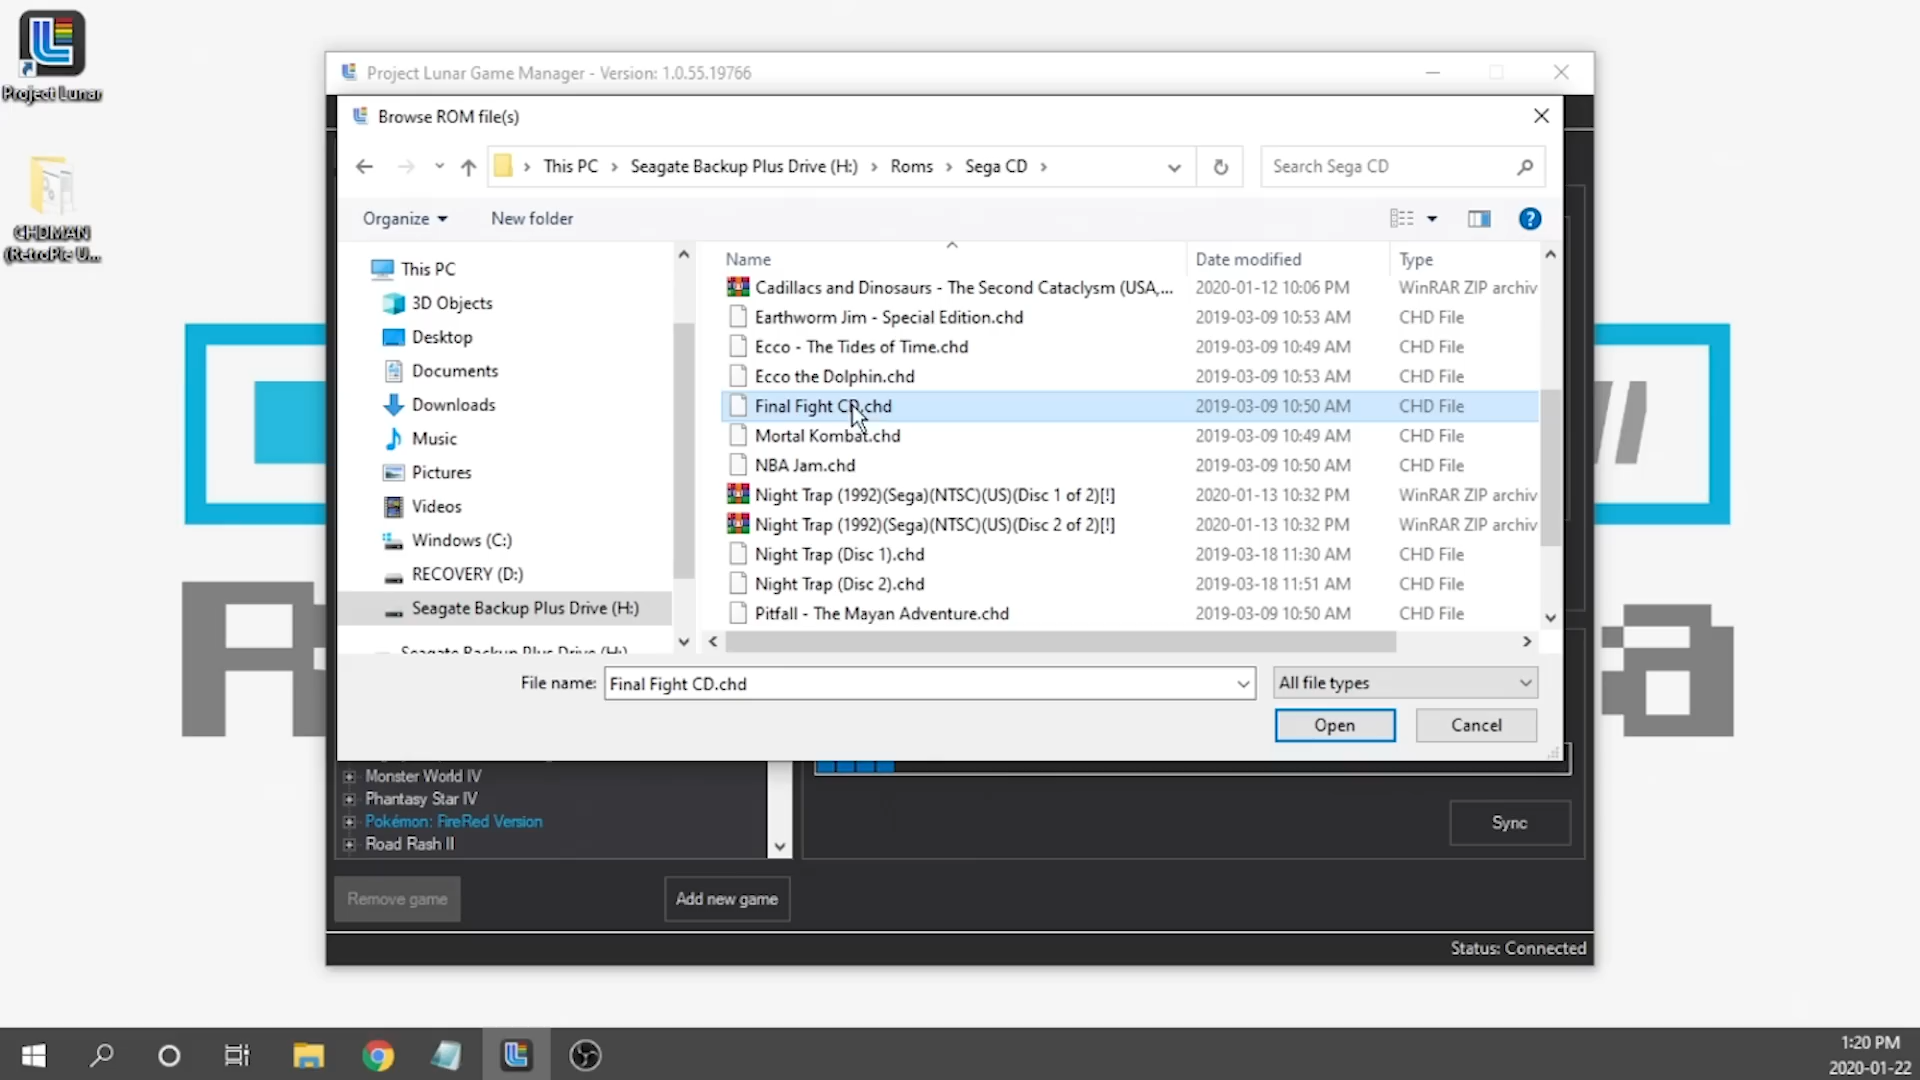 Project Lunar
CHDMAN
(RetroPie U...
Project Lunar Game Manager - Version: 1.0.55.19766
Browse ROM file(s)
This PC › Seagate Backup Plus Drive (H:) › Roms › Sega CD ›
Search Sega CD
Organize
New folder
This PC
3D Objects
Desktop
Documents
Downloads
Music
Pictures
Videos
Windows (C:)
RECOVERY (D:)
Seagate Backup Plus Drive (H:)
Seagate Backup Plus Drive (H:)
Name Date modified Type
Cadillacs and Dinosaurs - The Second Cataclysm (USA,... 2020-01-12 10:06 PM WinRAR ZIP archiv
Earthworm Jim - Special Edition.chd 2019-03-09 10:53 AM CHD File
Ecco - The Tides of Time.chd 2019-03-09 10:49 AM CHD File
Ecco the Dolphin.chd 2019-03-09 10:53 AM CHD File
Final Fight CD.chd 2019-03-09 10:50 AM CHD File
Mortal Kombat.chd 2019-03-09 10:49 AM CHD File
NBA Jam.chd 2019-03-09 10:50 AM CHD File
Night Trap (1992)(Sega)(NTSC)(US)(Disc 1 of 2)[!] 2020-01-13 10:32 PM WinRAR ZIP archiv
Night Trap (1992)(Sega)(NTSC)(US)(Disc 2 of 2)[!] 2020-01-13 10:32 PM WinRAR ZIP archiv
Night Trap (Disc 1).chd 2019-03-18 11:30 AM CHD File
Night Trap (Disc 2).chd 2019-03-18 11:51 AM CHD File
Pitfall - The Mayan Adventure.chd 2019-03-09 10:50 AM CHD File
File name: Final Fight CD.chd
All file types
Open
Cancel
Monster World IV
Phantasy Star IV
Pokémon: FireRed Version
Road Rash II
Sync
Remove game
Add new game
Status: Connected
1:20 PM
2020-01-22